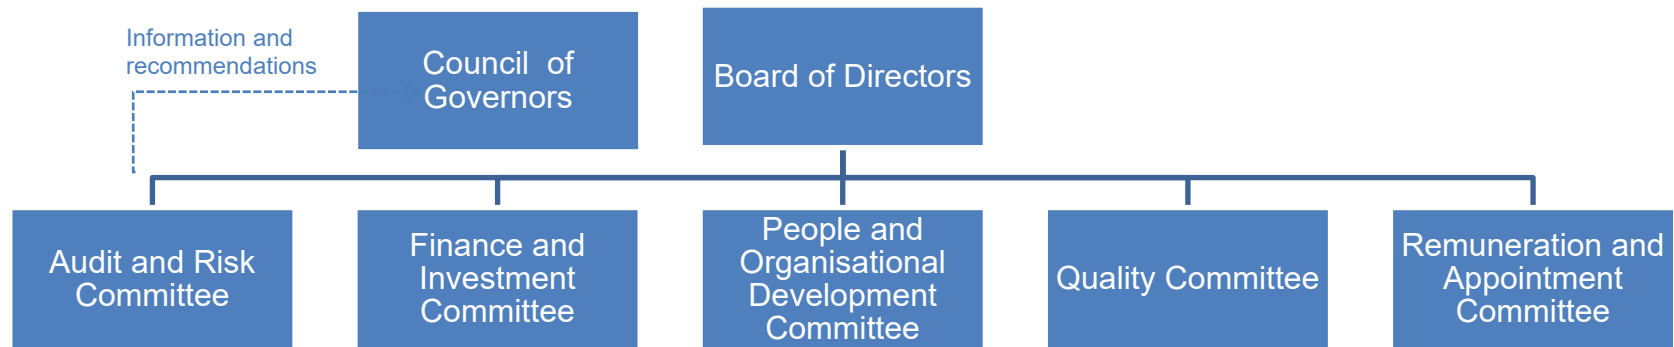 Information and
recommendations
Council of
Governors
Board of Directors
Audit and Risk
Committee
Finance and
Investment
Committee
People and
Organisational
Development
Committee
Quality Committee
Remuneration and
Appointment
Committee